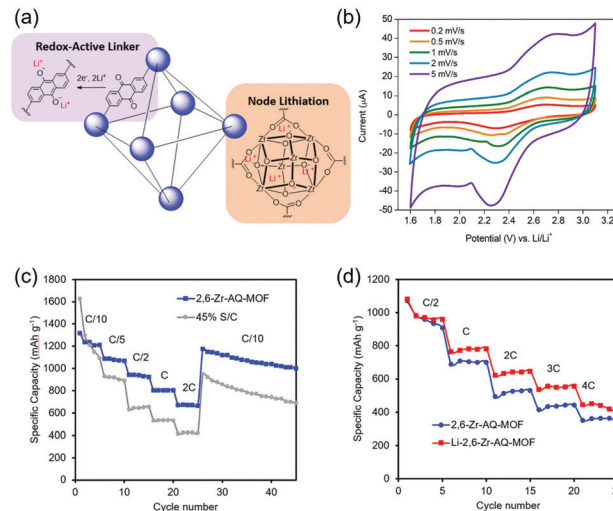 (a)
Redox-Active Linker
Li⁺
O⁻
O⁻
Li⁺
2e⁻, 2Li⁺
O
O
Node Lithiation
Li⁺
Zr
Zr
Zr
Li⁺
Zr
Li⁺
Zr
Li⁺
Zr
(b)
Current (µA)
50
40
30
20
10
0
-10
-20
-30
-40
-50
0.2 mV/s
0.5 mV/s
1 mV/s
2 mV/s
5 mV/s
1.6
1.8
2.0
2.2
2.4
2.6
2.8
3.0
3.2
Potential (V) vs. Li/Li⁺
(c)
Specific Capacity (mAh g⁻¹)
1800
1600
1400
1200
1000
800
600
400
200
0
2,6-Zr-AQ-MOF
45% S/C
C/10
C/5
C/2
C
2C
C/10
0
10
20
30
40
Cycle number
(d)
Specific Capacity (mAh g⁻¹)
1200
1000
800
600
400
200
0
C/2
C
2C
3C
4C
2,6-Zr-AQ-MOF
Li-2,6-Zr-AQ-MOF
0
5
10
15
20
Cycle number